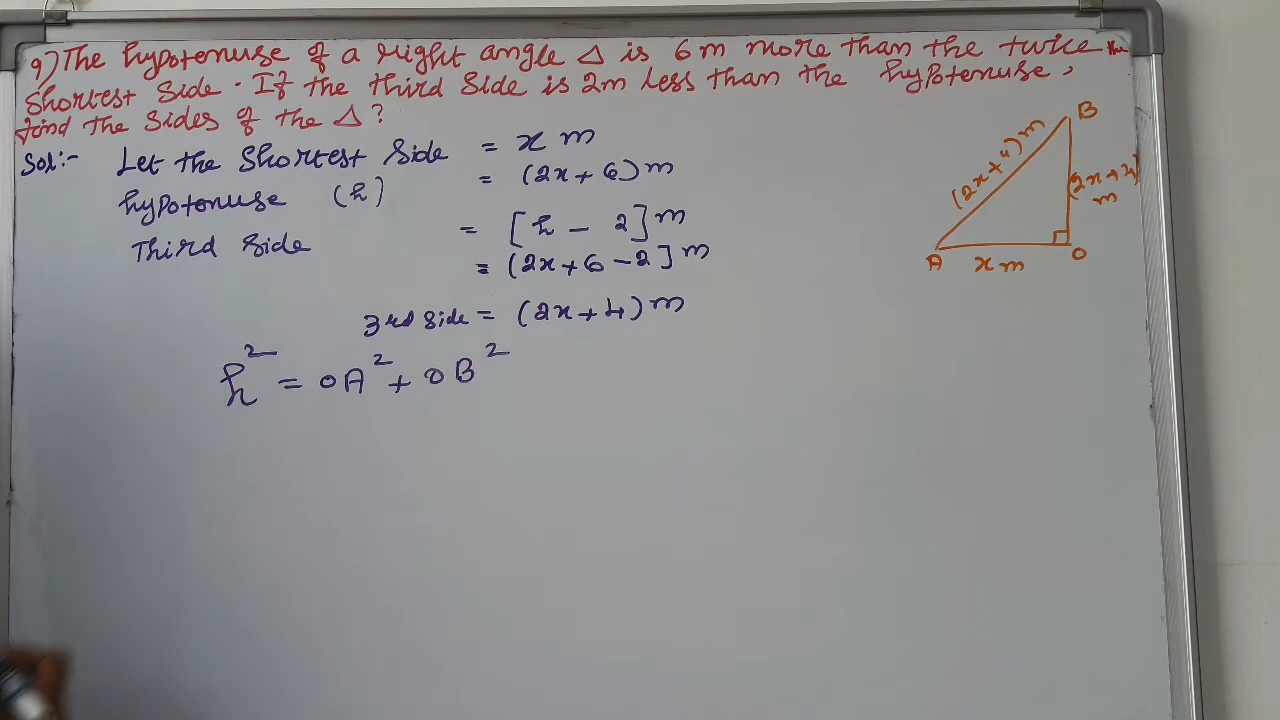 9) The hypotenuse of a right angle △ is 6m more than the twice the
shortest side. If the third side is 2m less than the hypotenuse,
find the sides of the △?
Sol:- Let the shortest side = x m
hypotenuse (h) = (2x+6)m
Third side = [h - 2]m
= (2x+6-2]m
3rd side = (2x+4)m
h² = OA² + OB²
B
(2x+4)m
(2x+4)
m
A
x m
O